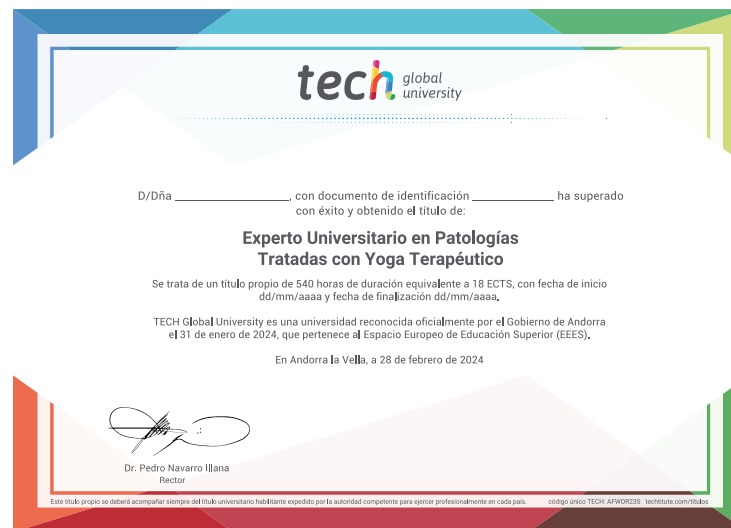 tech global university
D/Dña ______________, con documento de identificación __________ ha superado
con éxito y obtenido el título de:
Experto Universitario en Patologías
Tratadas con Yoga Terapéutico
Se trata de un título propio de 540 horas de duración equivalente a 18 ECTS, con fecha de inicio
dd/mm/aaaa y fecha de finalización dd/mm/aaaa.
TECH Global University es una universidad reconocida oficialmente por el Gobierno de Andorra
el 31 de enero de 2024, que pertenece al Espacio Europeo de Educación Superior (EEES).
En Andorra la Vella, a 28 de febrero de 2024
Dr. Pedro Navarro Illana
Rector
Este título propio se deberá acompañar siempre del título universitario habilitante expedido por la autoridad competente para ejercer profesionalmente en cada país. código único TECH: AFWOR23S techtitute.com/titulos